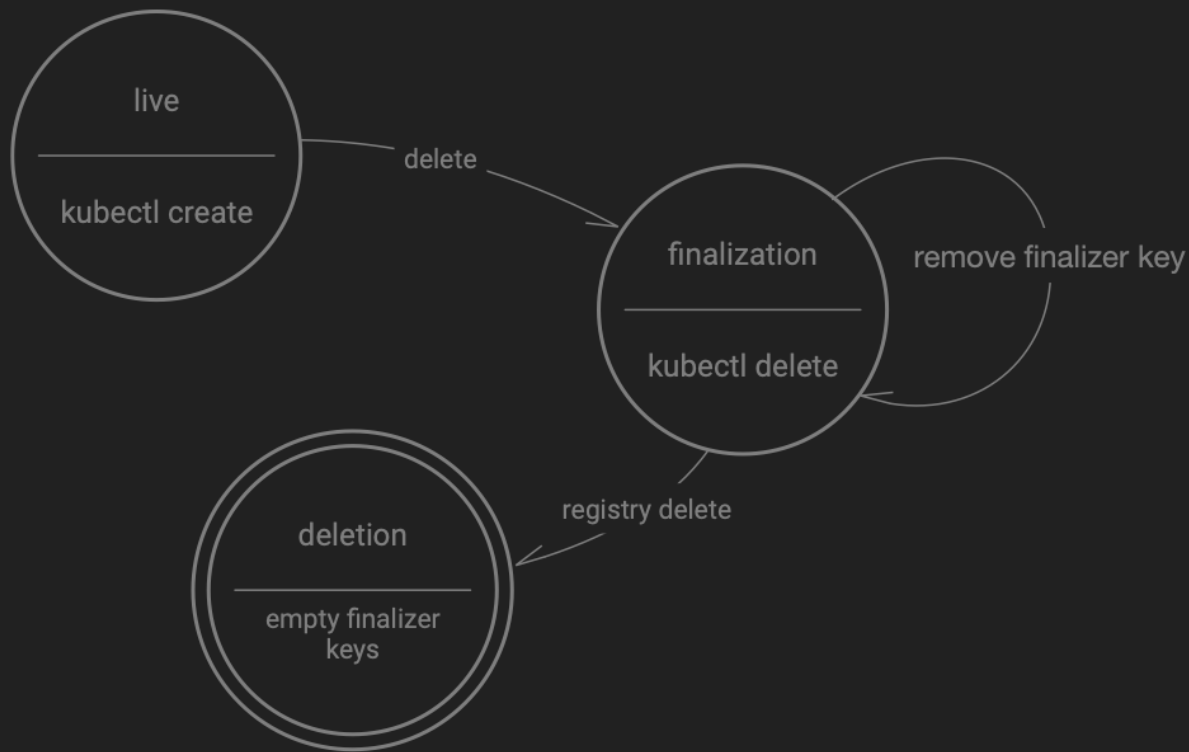 live
kubectl create
delete
finalization
kubectl delete
remove finalizer key
registry delete
deletion
empty finalizer
keys